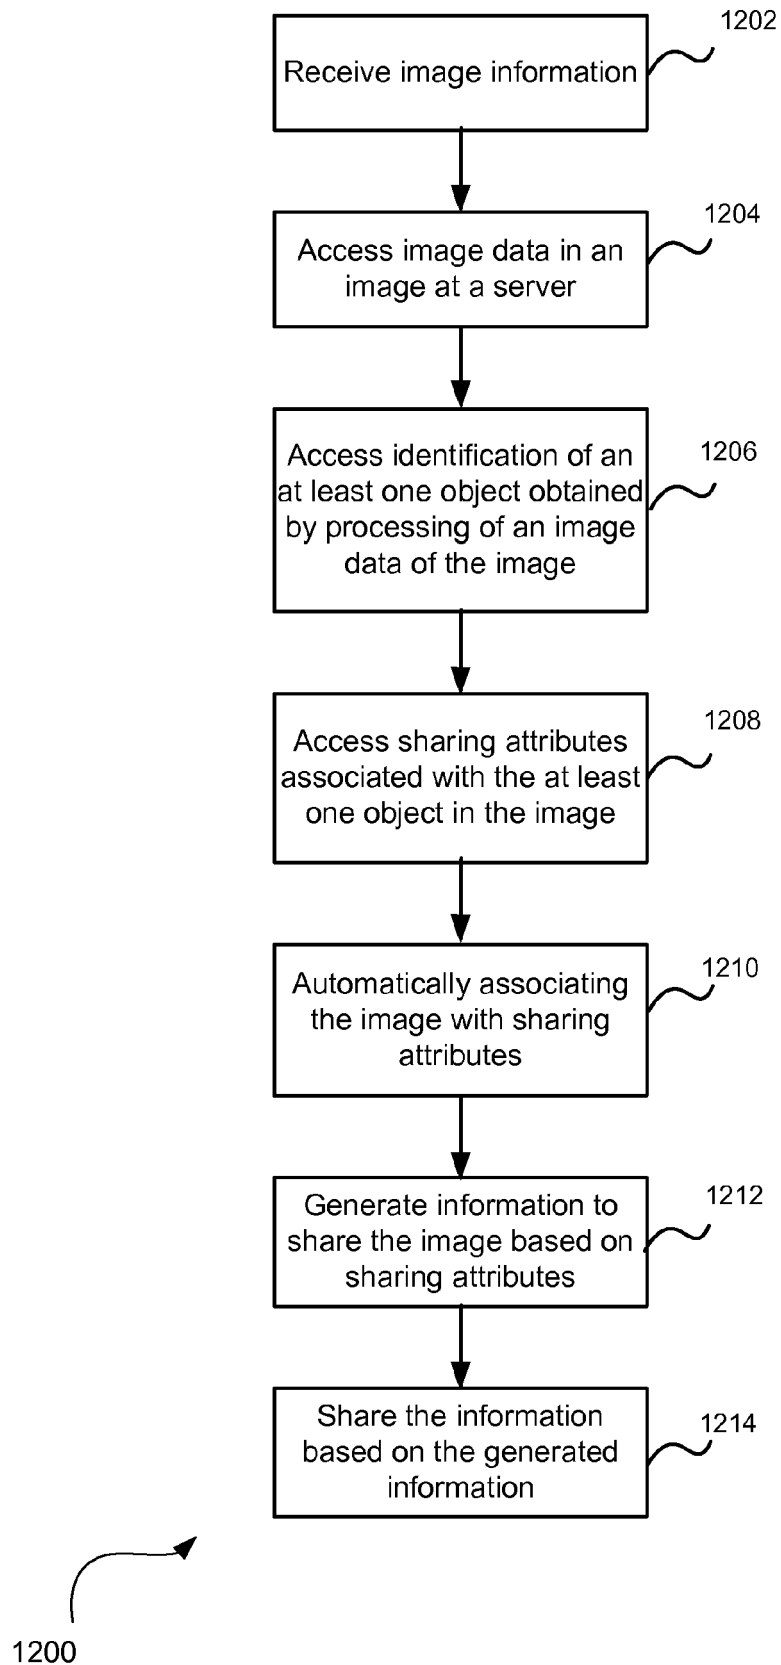 1202
Receive image information
1204
Access image data in an
image at a server
1206
Access identification of an
at least one object obtained
by processing of an image
data of the image
1208
Access sharing attributes
associated with the at least
one object in the image
1210
Automatically associating
the image with sharing
attributes
1212
Generate information to
share the image based on
sharing attributes
1214
Share the information
based on the generated
information
1200